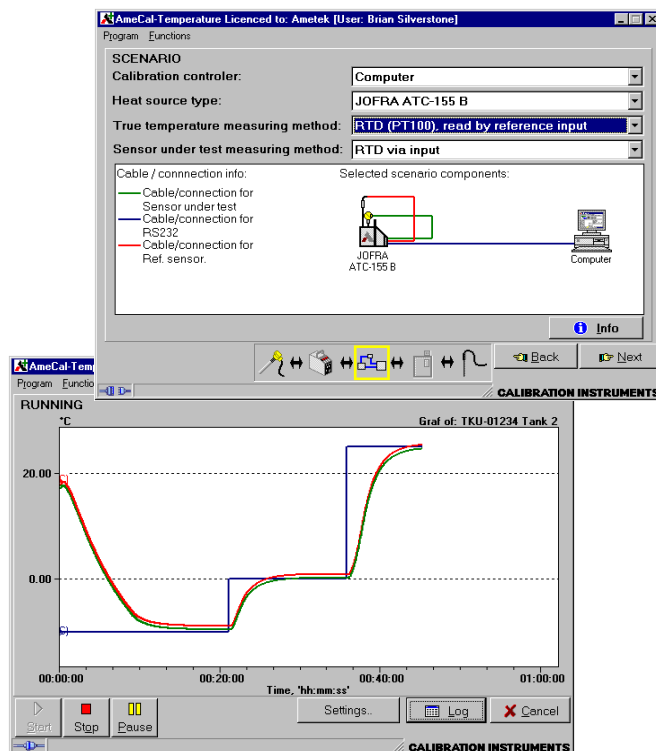 AmeCal-Temperature Licenced to: Ametek [User: Brian Silverstone]
Program Functions
SCENARIO
Calibration controler: Computer
Heat source type: JOFRA ATC-155 B
True temperature measuring method: RTD (PT100), read by reference input
Sensor under test measuring method: RTD via input
Cable / connnection info:
Cable/connection for
Sensor under test
Cable/connection for
RS232
Cable/connection for
Ref. sensor.
Selected scenario components:
JOFRA
ATC-155 B
Computer
Info
Back Next
CALIBRATION INSTRUMENTS
AmeCal-Tem
Program Functio
RUNNING
°C Graf of: TKU-01234 Tank 2
20.00
0.00
00:00:00 00:20:00 00:40:00 01:00:00
Time, 'hh:mm:ss'
Start Stop Pause Settings.. Log Cancel
CALIBRATION INSTRUMENTS